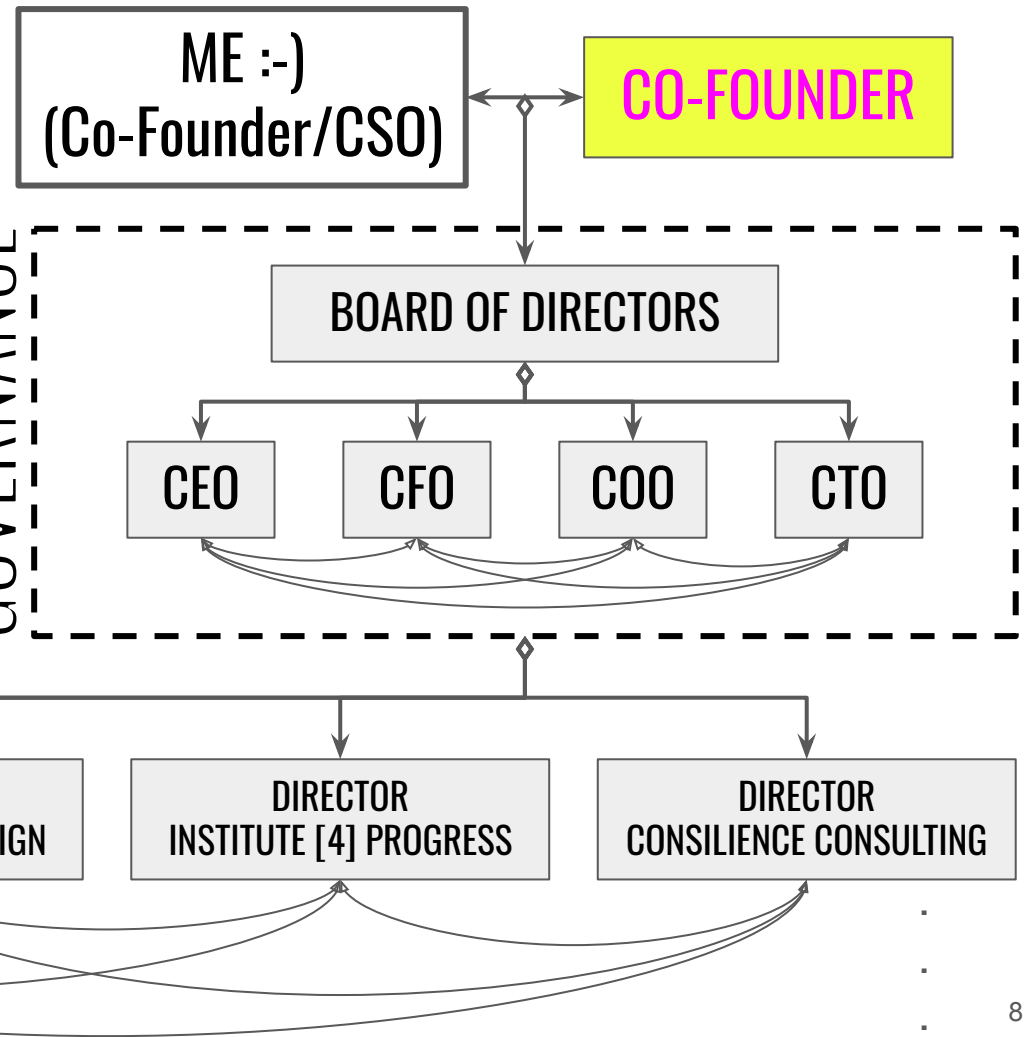 ME :-)
(Co-Founder/CSO)
CO-FOUNDER
BOARD OF DIRECTORS
CEO
CFO
COO
CTO
IGN
DIRECTOR
INSTITUTE [4] PROGRESS
DIRECTOR
CONSILIENCE CONSULTING
.
.
.
8